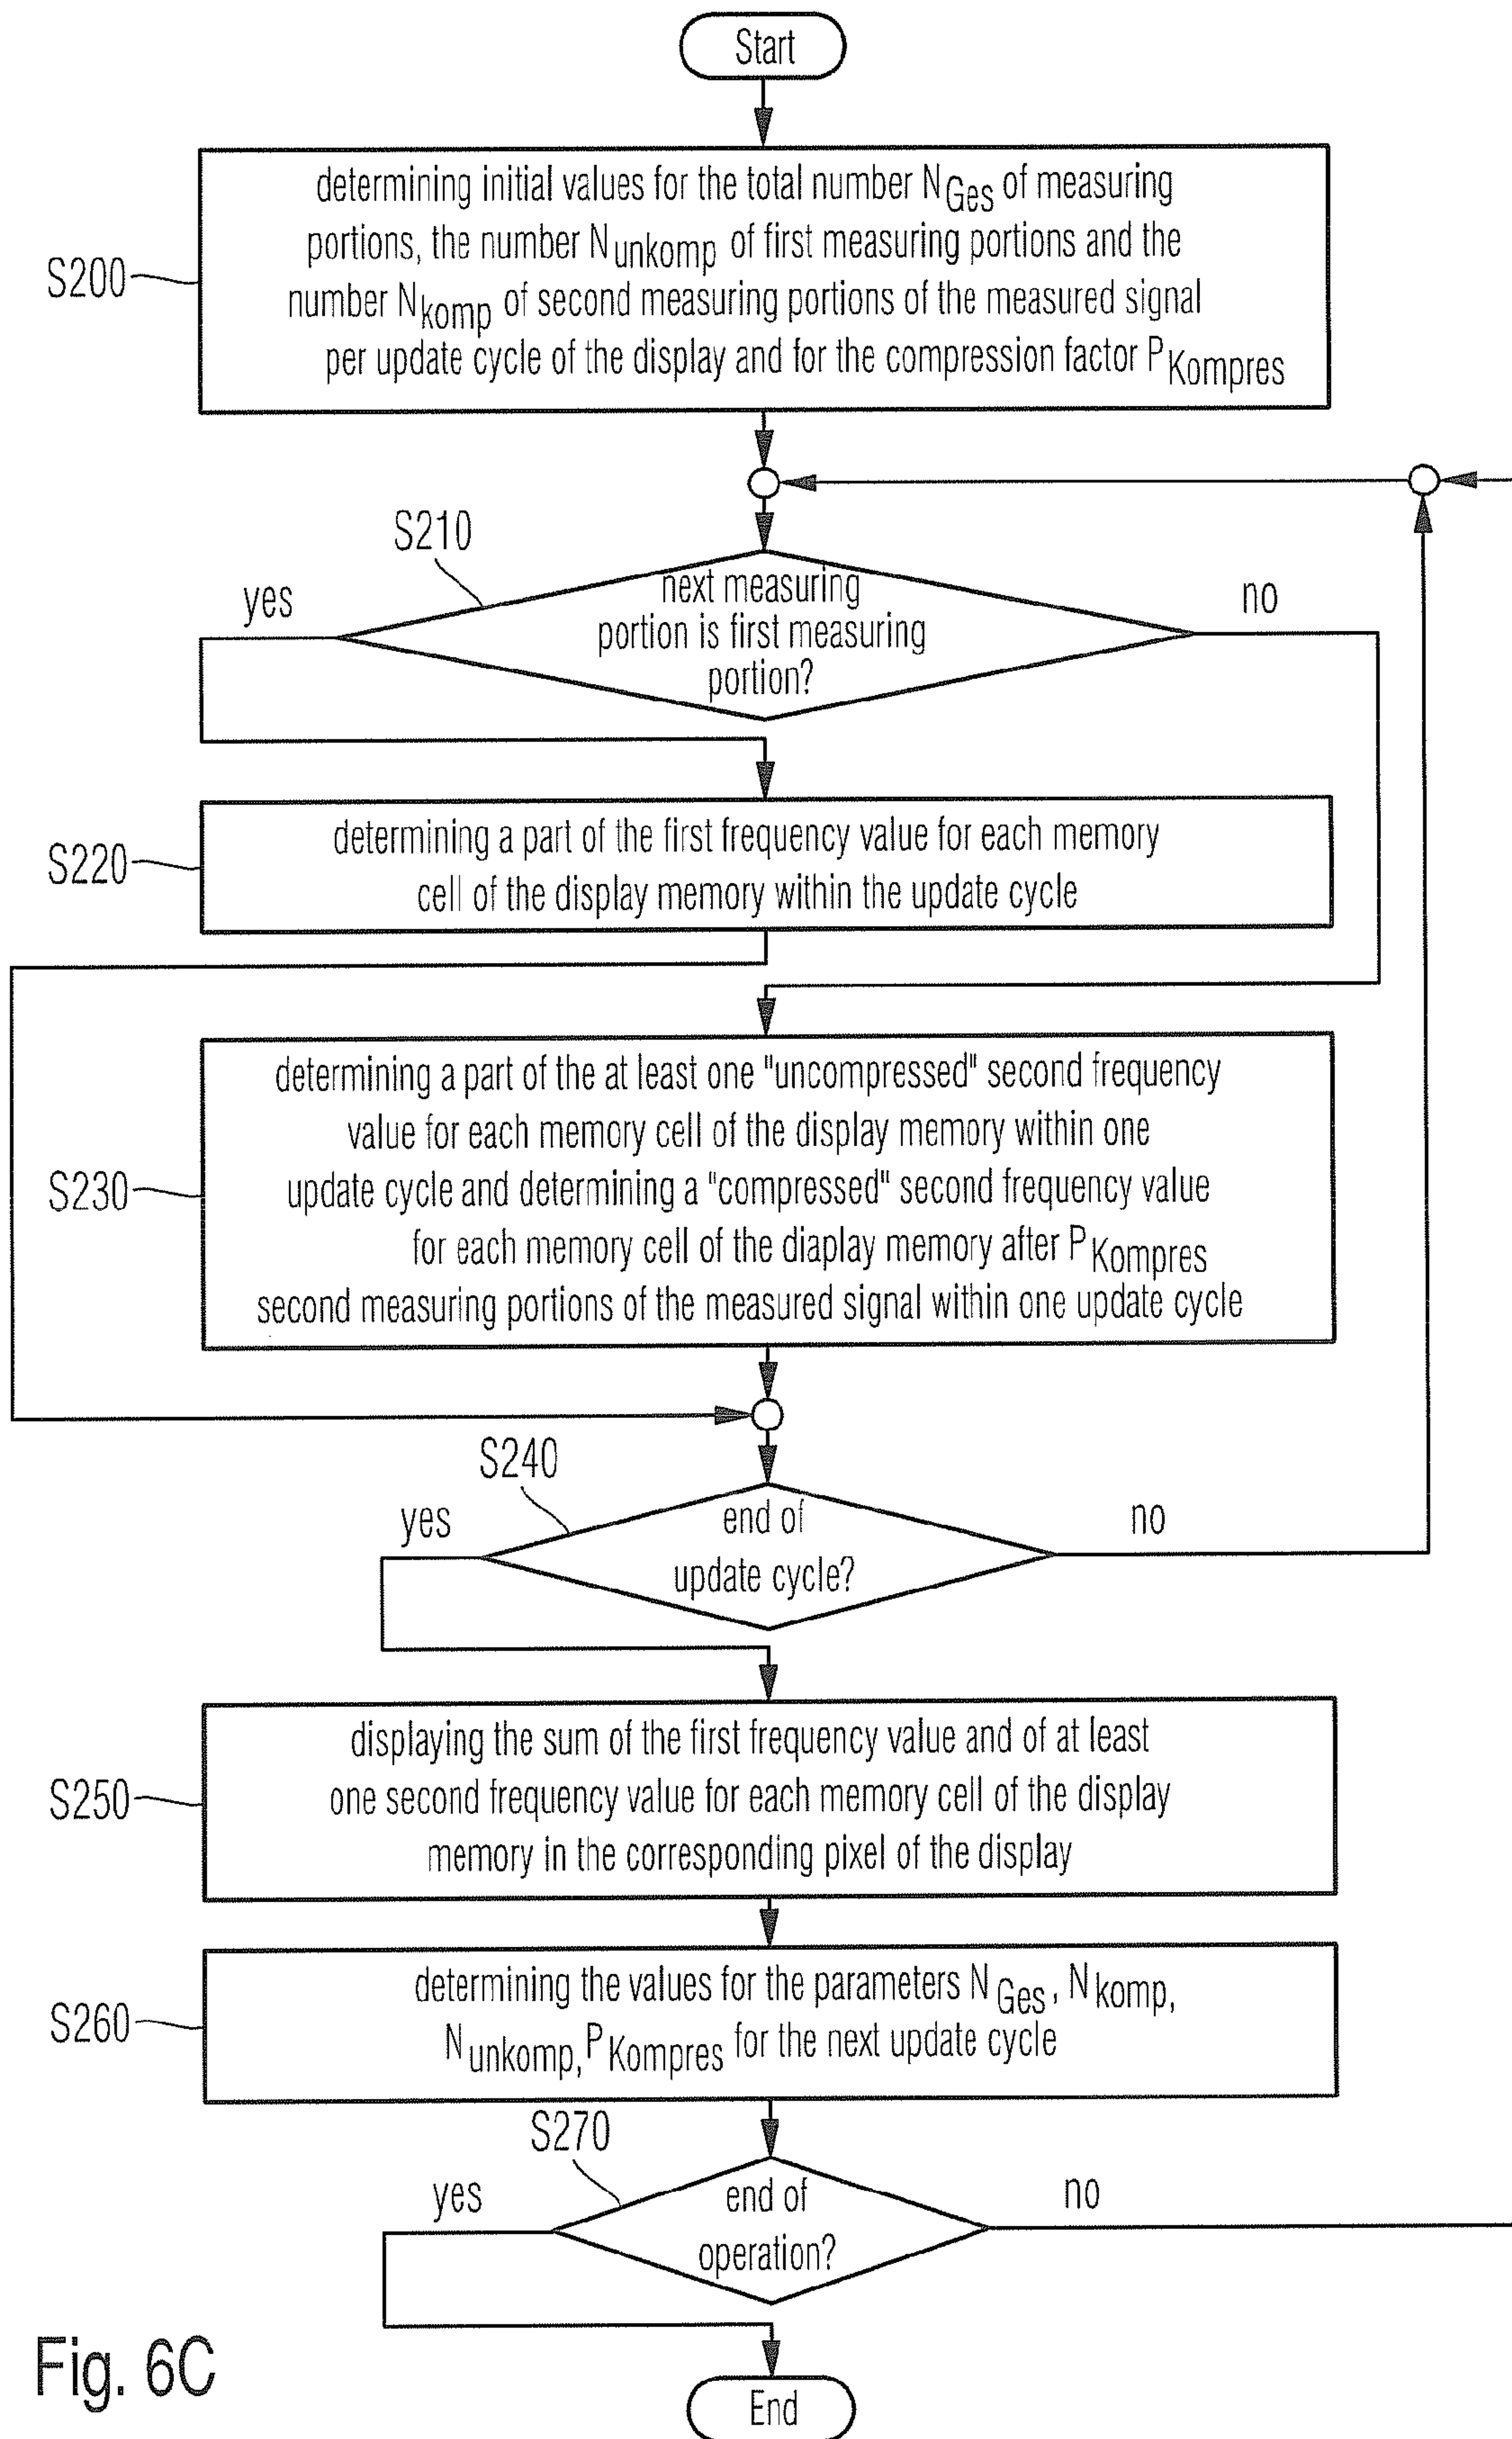 Start
determining initial values for the total number NGes of measuring
portions, the number Nunkomp of first measuring portions and the
number Nkomp of second measuring portions of the measured signal
per update cycle of the display and for the compression factor PKompres
S200
S210
yes
no
next measuring
portion is first measuring
portion?
S220
determining a part of the first frequency value for each memory
cell of the display memory within the update cycle
S230
determining a part of the at least one "uncompressed" second frequency
value for each memory cell of the display memory within one
update cycle and determining a "compressed" second frequency value
for each memory cell of the diaplay memory after PKompres
second measuring portions of the measured signal within one update cycle
S240
yes
no
end of
update cycle?
S250
displaying the sum of the first frequency value and of at least
one second frequency value for each memory cell of the display
memory in the corresponding pixel of the display
S260
determining the values for the parameters NGes, Nkomp,
Nunkomp, PKompres for the next update cycle
S270
yes
no
end of
operation?
End
Fig. 6C